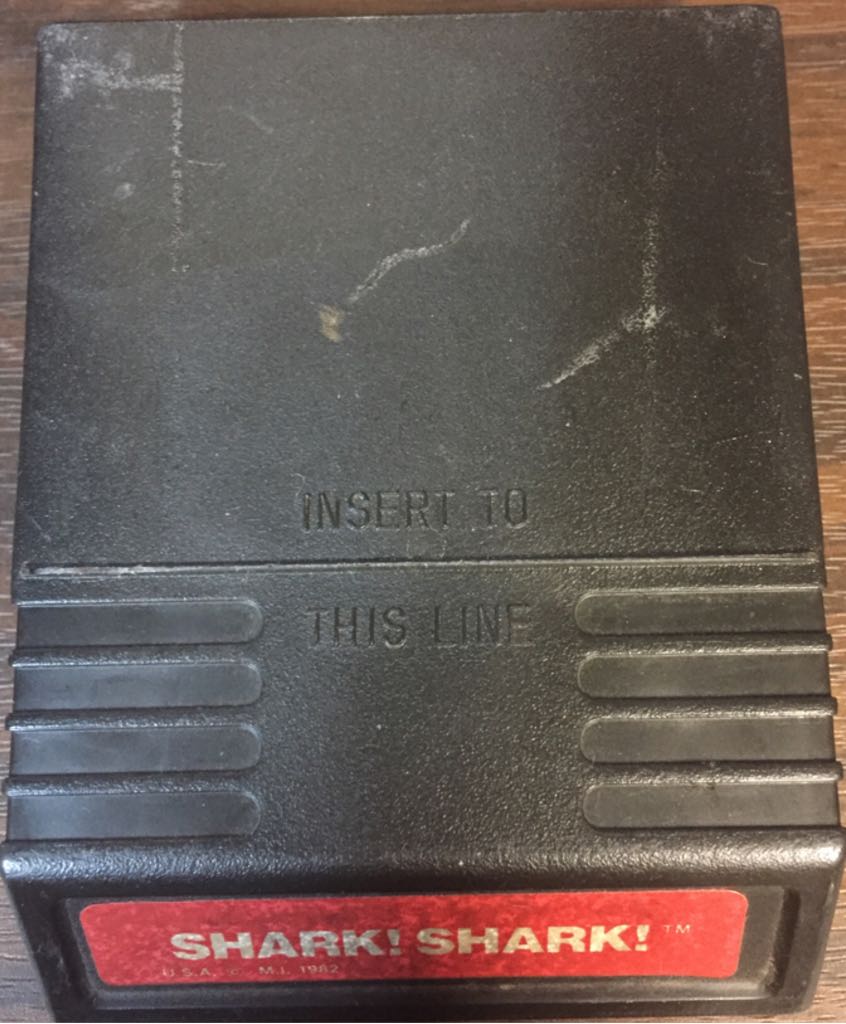 INSERT TO
THIS LINE
SHARK! SHARK! ™
U.S.A. © M.I. 1982